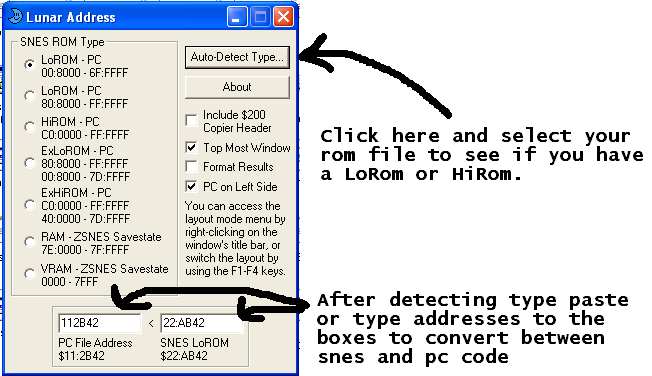 Lunar Address
SNES ROM Type
LoROM - PC
00:8000 - 6F:FFFF
LoROM - PC
80:8000 - FF:FFFF
HiROM - PC
C0:0000 - FF:FFFF
ExLoROM - PC
80:8000 - FF:FFFF
00:8000 - 7D:FFFF
ExHiROM - PC
C0:0000 - FF:FFFF
40:0000 - 7D:FFFF
RAM - ZSNES Savestate
7E:0000 - 7F:FFFF
VRAM - ZSNES Savestate
0000 - 7FFF
Auto-Detect Type...
About
Include $200
Copier Header
Top Most Window
Format Results
PC on Left Side
You can access the
layout mode menu by
right-clicking on the
window's title bar, or
switch the layout by
using the F1-F4 keys.
112B42 < 22:AB42
PC File Address SNES LoROM
$11:2B42 $22:AB42
Click here and select your
rom file to see if you have
a LoRom or HiRom.
After detecting type paste
or type addresses to the
boxes to convert between
snes and pc code